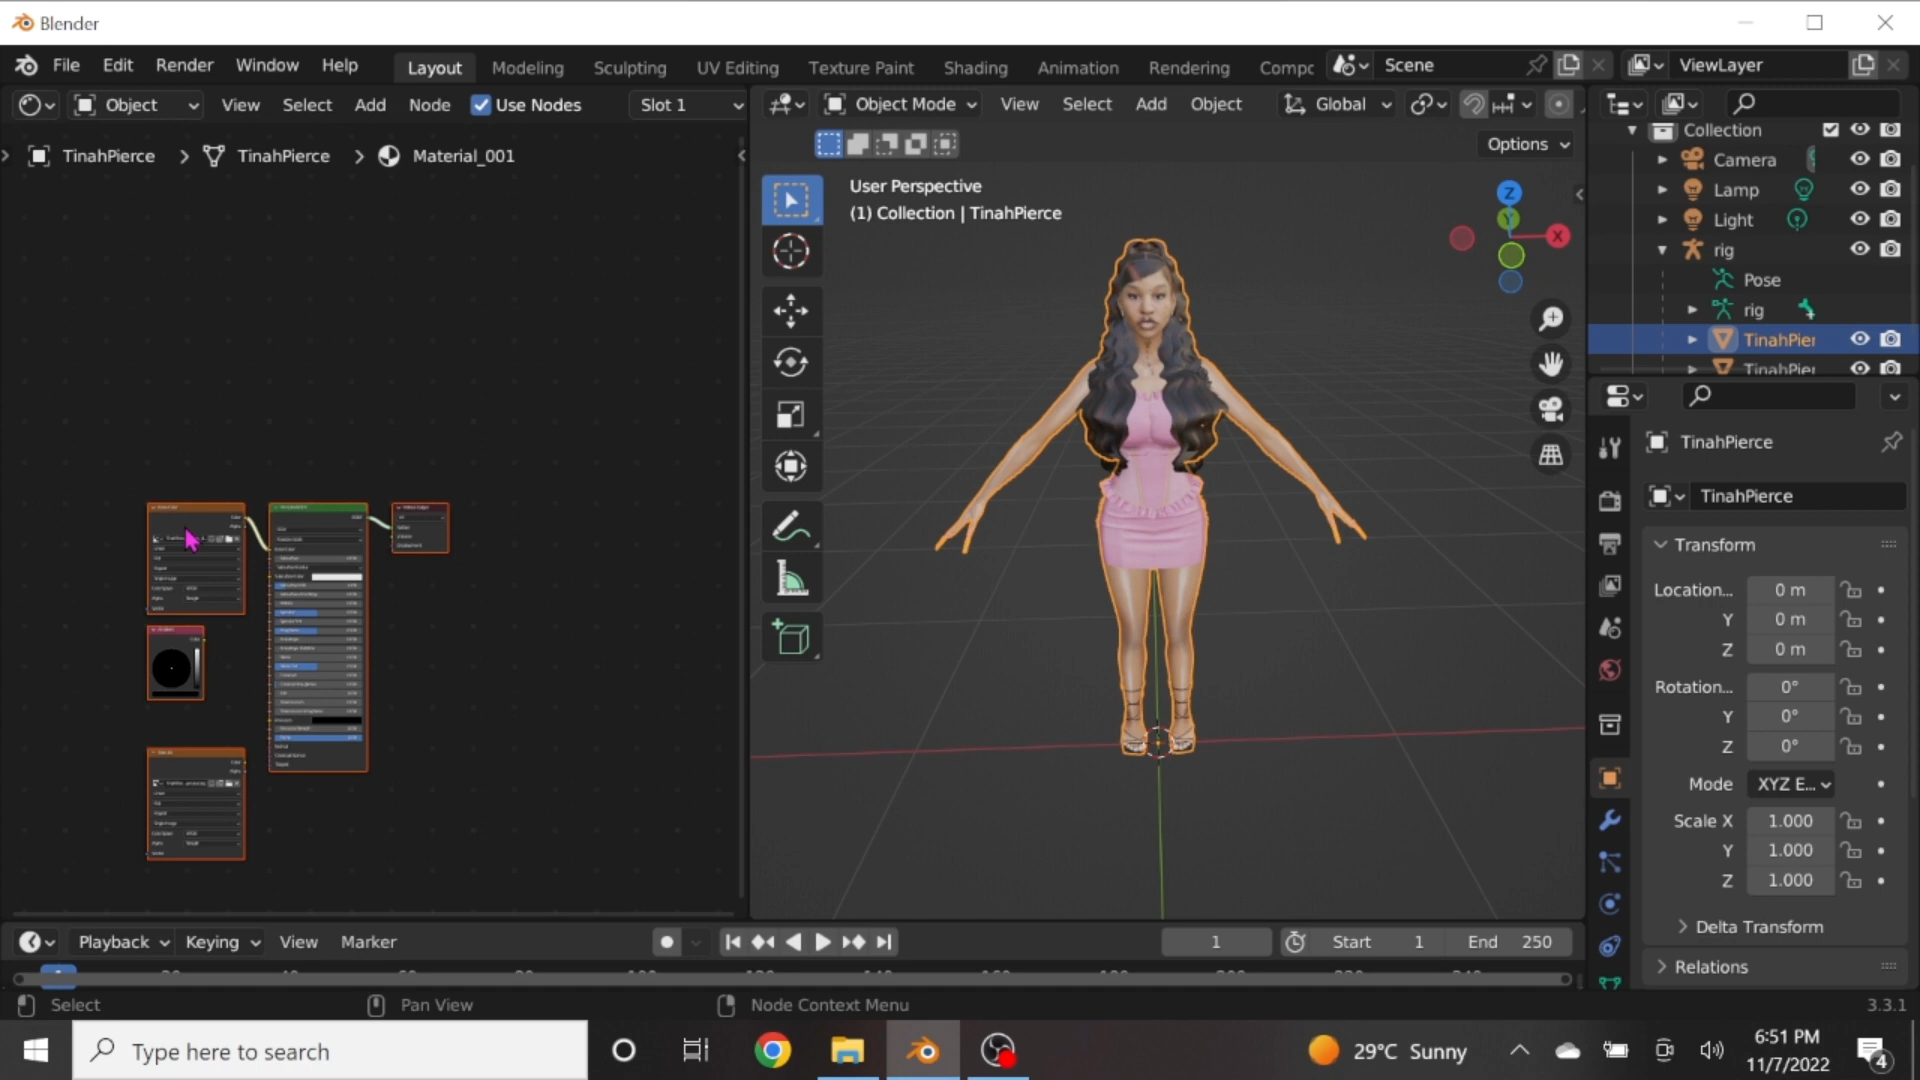 Blender
File Edit Render Window Help Layout Modeling Sculpting UV Editing Texture Paint Shading Animation Rendering Compc Scene ViewLayer
Object View Select Add Node Use Nodes Slot 1
Object Mode View Select Add Object Global
Options
TinahPierce > TinahPierce > Material_001
User Perspective
(1) Collection | TinahPierce
Z
Y
X
Collection
Camera
Lamp
Light
rig
Pose
rig
TinahPier
TinahPier
TinahPierce
TinahPierce
Transform
Location... 0 m
Y 0 m
Z 0 m
Rotation... 0°
Y 0°
Z 0°
Mode XYZ E...
Scale X 1.000
Y 1.000
Z 1.000
Delta Transform
Relations
Playback Keying View Marker 1 Start 1 End 250
Select Pan View Node Context Menu 3.3.1
Type here to search 29°C Sunny 6:51 PM
11/7/2022 4